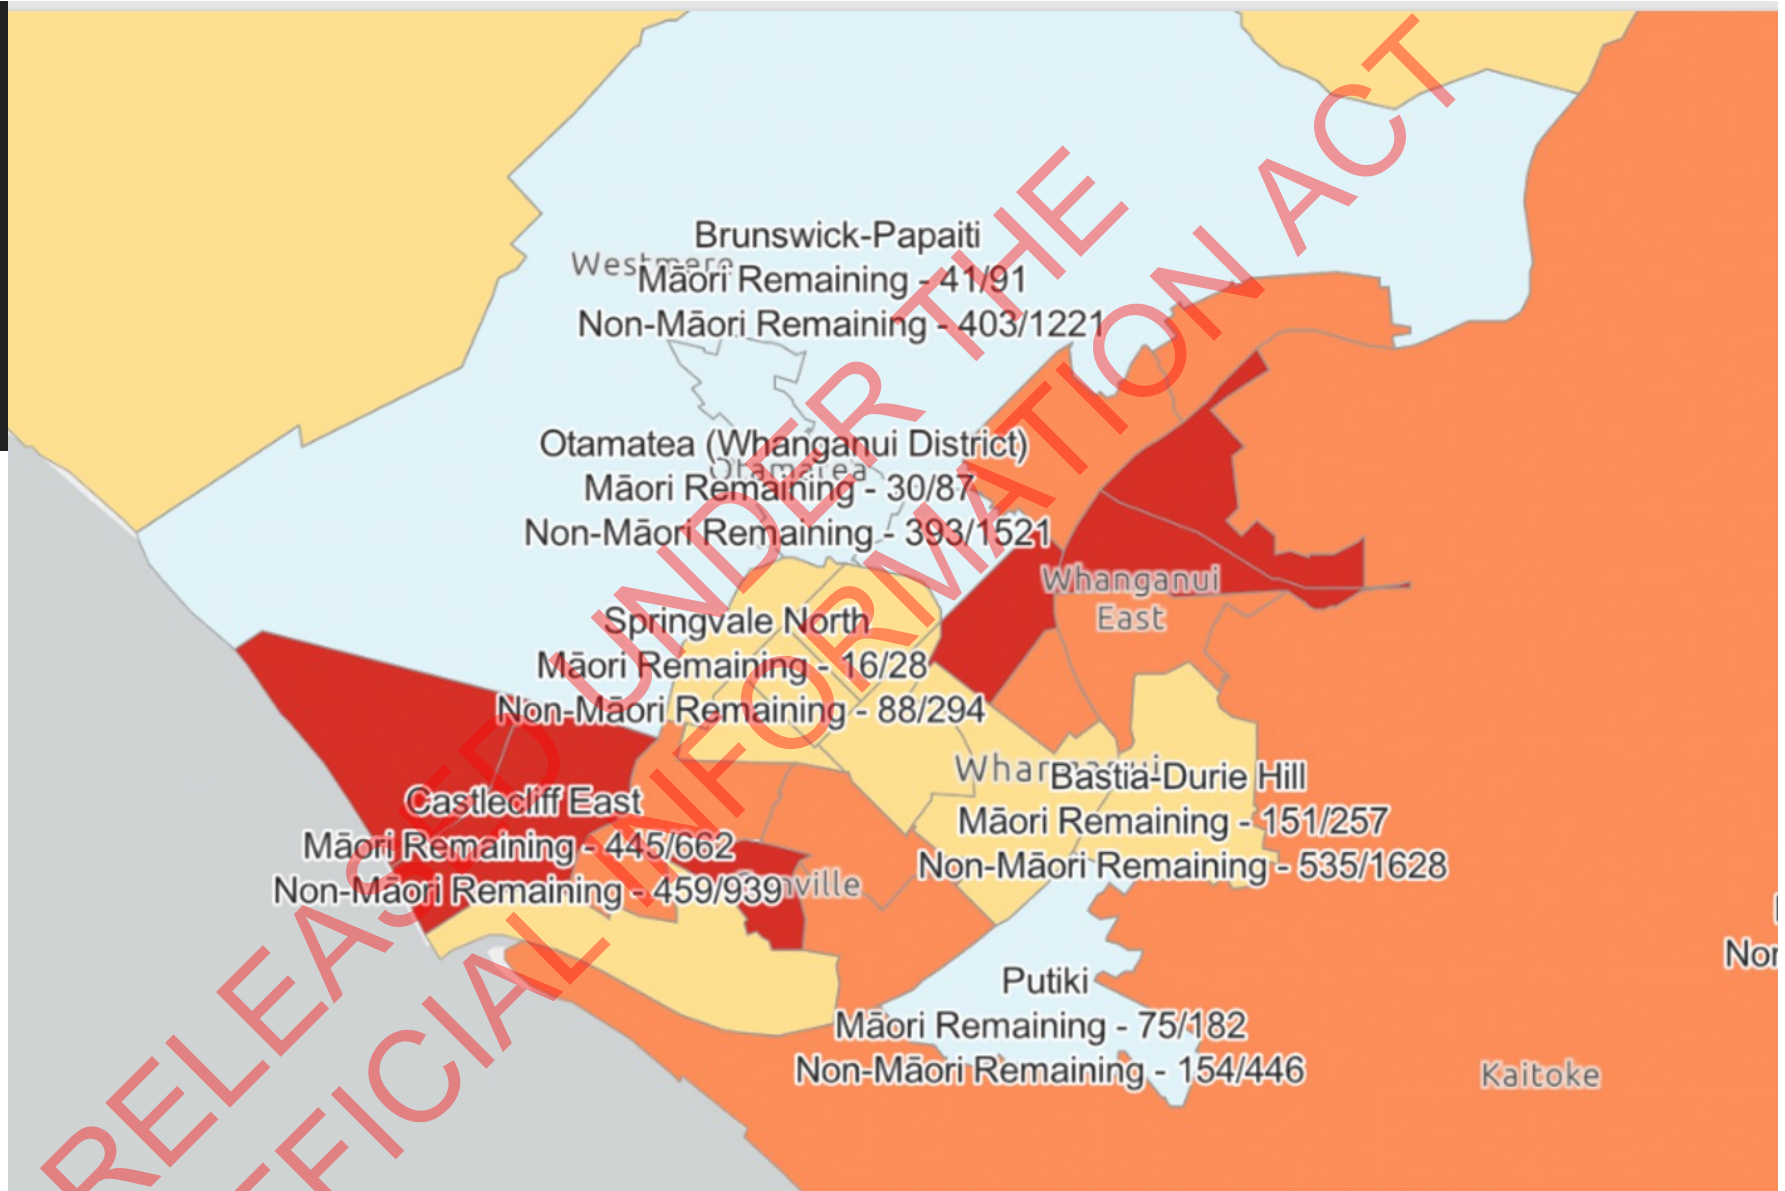 Brunswick-Papaiti
Westmere
Māori Remaining - 41/91
Non-Māori Remaining - 403/1221
Otamatea (Whanganui District)
Otamatea
Māori Remaining - 30/87
Non-Māori Remaining - 393/1521
Whanganui
East
Springvale North
Māori Remaining - 16/28
Non-Māori Remaining - 88/294
Bastia-Durie Hill
Māori Remaining - 151/257
Non-Māori Remaining - 535/1628
Castlecliff East
Māori Remaining - 445/662
Non-Māori Remaining - 459/939
Putiki
Māori Remaining - 75/182
Non-Māori Remaining - 154/446
Kaitoke
RELEASED UNDER THE
OFFICIAL INFORMATION ACT